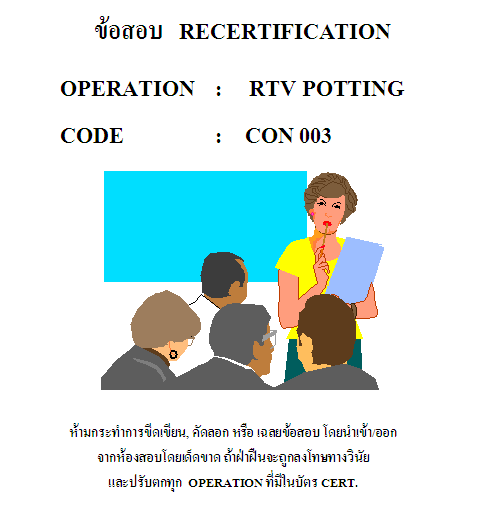 ข้อสอบ RECERTIFICATION
OPERATION : RTV POTTING
CODE : CON 003
ห้ามกระทำการขีดเขียน, คัดลอก หรือ เฉลยข้อสอบ โดยนำเข้า/ออก
จากห้องสอบโดยเด็ดขาด ถ้าฝ่าฝืนจะถูกลงโทษทางวินัย
และปรับตกทุก OPERATION ที่มีในบัตร CERT.